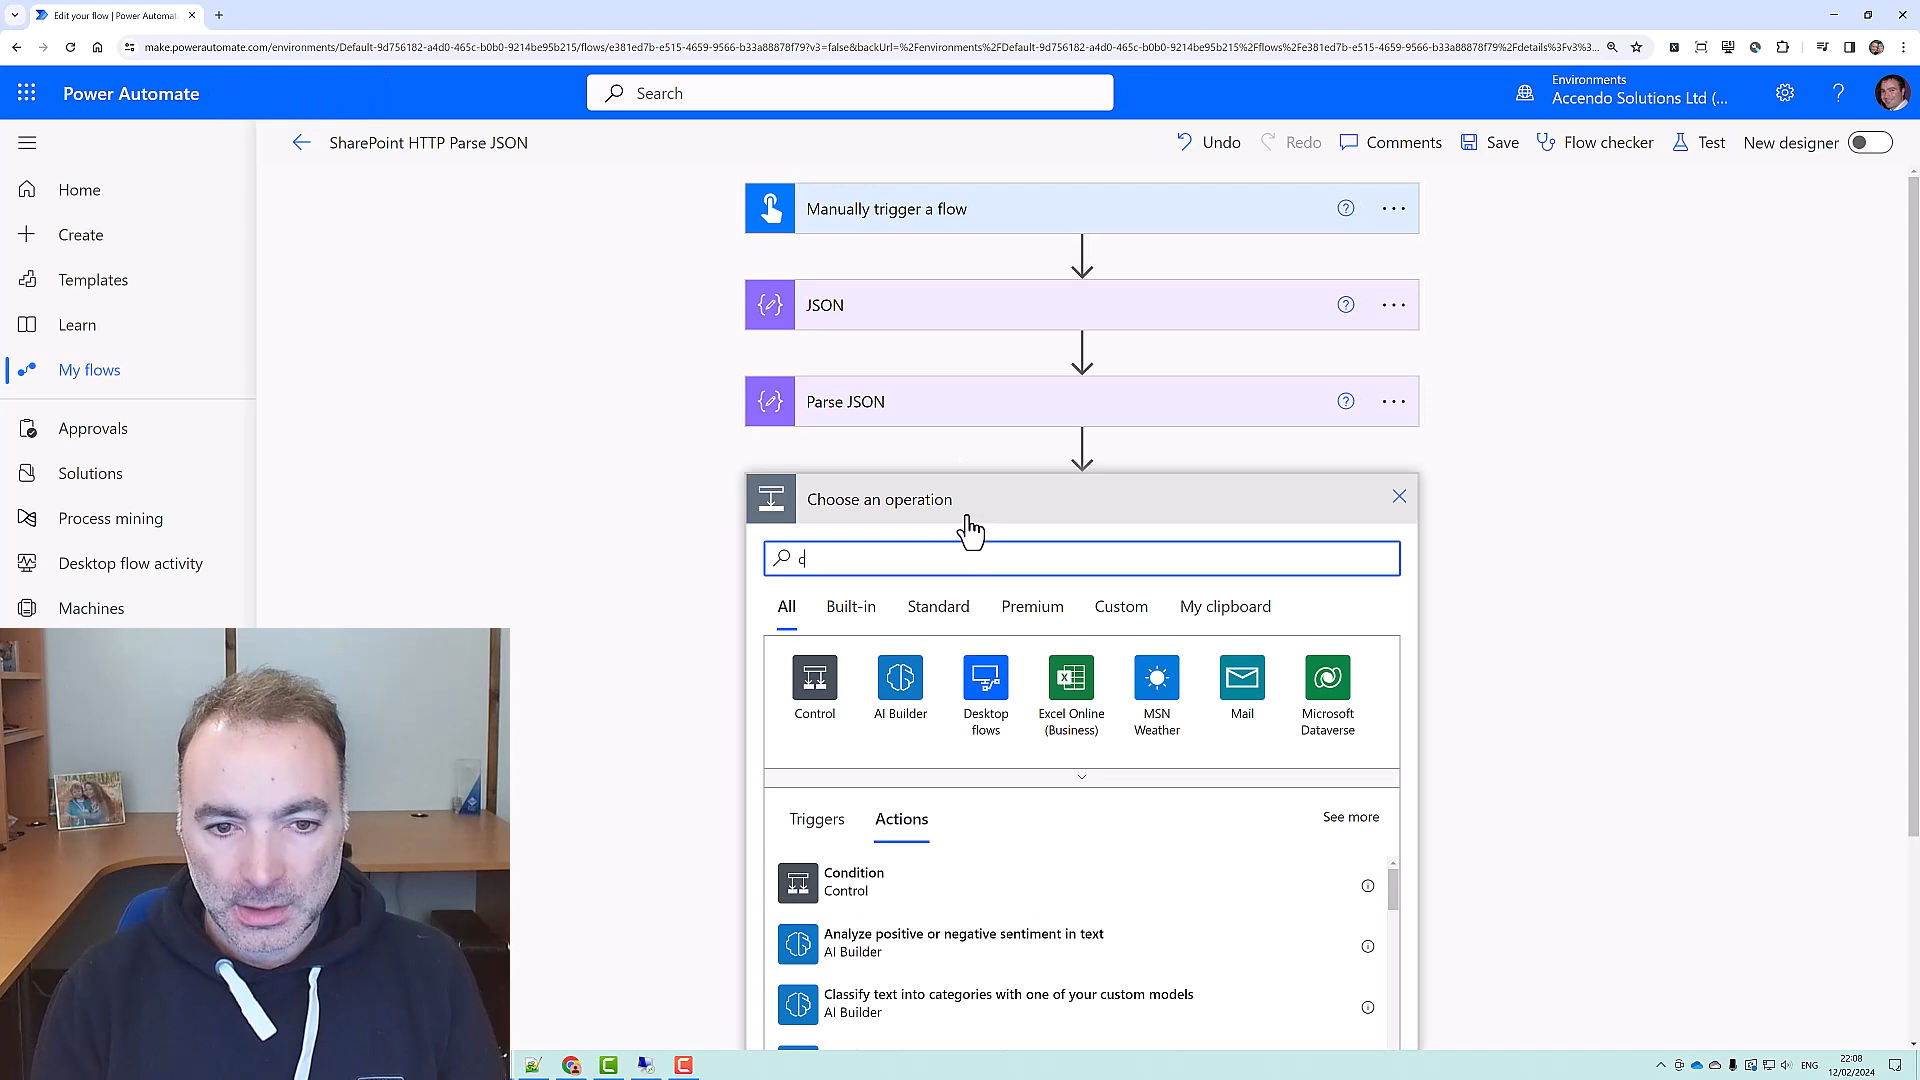 Edit your flow | Power Automat
make.powerautomate.com/environments/Default-9d756182-a4d0-465c-b0b0-9214be95b215/flows/e381ed7b-e515-4659-9566-b33a88878f79?v3=false&backUrl=%2Fenvironments%2FDefault-9d756182-a4d0-465c-b0b0-9214be95b215%2Fflows%2Fe381ed7b-e515-4659-9566-b33a88878f79%2Fdetails%3Fv3%3...
Power Automate
Search
Environments
Accendo Solutions Ltd (...
SharePoint HTTP Parse JSON
Undo
Redo
Comments
Save
Flow checker
Test
New designer
Home
Create
Templates
Learn
My flows
Approvals
Solutions
Process mining
Desktop flow activity
Machines
Manually trigger a flow
JSON
Parse JSON
Choose an operation
c
All
Built-in
Standard
Premium
Custom
My clipboard
Control
AI Builder
Desktop flows
Excel Online (Business)
MSN Weather
Mail
Microsoft Dataverse
Triggers
Actions
See more
Condition
Control
Analyze positive or negative sentiment in text
AI Builder
Classify text into categories with one of your custom models
AI Builder
ENG
22:08
12/02/2024